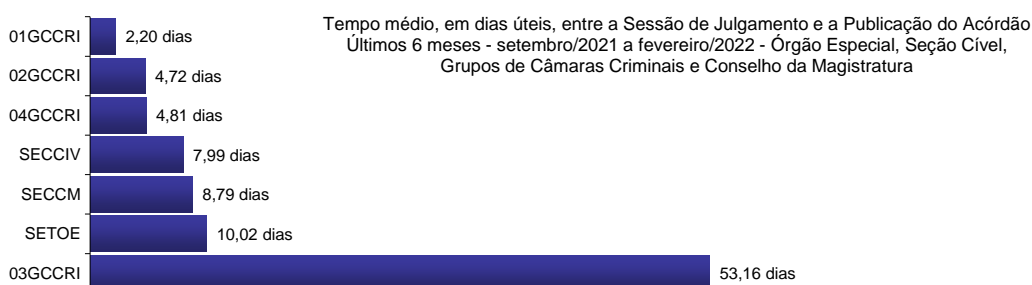 Tempo médio, em dias úteis, entre a Sessão de Julgamento e a Publicação do Acórdão
Últimos 6 meses - setembro/2021 a fevereiro/2022 - Órgão Especial, Seção Cível,
Grupos de Câmaras Criminais e Conselho da Magistratura
01GCCRI 2,20 dias
02GCCRI 4,72 dias
04GCCRI 4,81 dias
SECCIV 7,99 dias
SECCM 8,79 dias
SETOE 10,02 dias
03GCCRI 53,16 dias